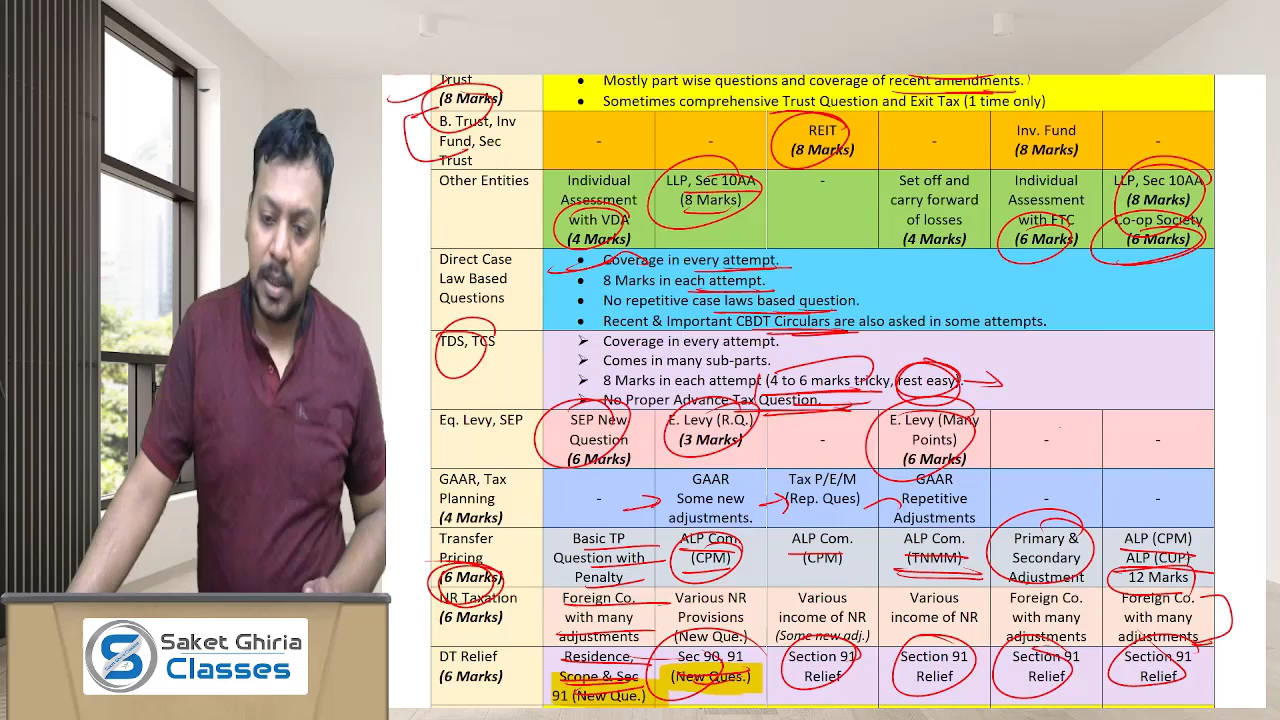 Trust
(8 Marks)
• Mostly part wise questions and coverage of recent amendments.
• Sometimes comprehensive Trust Question and Exit Tax (1 time only)
B. Trust, Inv
Fund, Sec
Trust
-
-
REIT
(8 Marks)
-
Inv. Fund
(8 Marks)
-
Other Entities
Individual
Assessment
with VDA
(4 Marks)
LLP, Sec 10AA
(8 Marks)
-
Set off and
carry forward
of losses
(4 Marks)
Individual
Assessment
with FTC
(6 Marks)
LLP, Sec 10AA
(8 Marks)
Co-op Society
(6 Marks)
Direct Case
Law Based
Questions
• Coverage in every attempt.
• 8 Marks in each attempt.
• No repetitive case laws based question.
• Recent & Important CBDT Circulars are also asked in some attempts.
TDS, TCS
➢ Coverage in every attempt.
➢ Comes in many sub-parts.
➢ 8 Marks in each attempt (4 to 6 marks tricky, rest easy).
➢ No Proper Advance Tax Question.
Eq. Levy, SEP
SEP New
Question
(6 Marks)
E. Levy (R.Q.)
(3 Marks)
-
E. Levy (Many
Points)
(6 Marks)
-
-
GAAR, Tax
Planning
(4 Marks)
-
GAAR
Some new
adjustments.
Tax P/E/M
(Rep. Ques)
GAAR
Repetitive
Adjustments
-
-
Transfer
Pricing
(6 Marks)
Basic TP
Question with
Penalty
ALP Com.
(CPM)
ALP Com.
(CPM)
ALP Com.
(TNMM)
Primary &
Secondary
Adjustment
ALP (CPM)
ALP (CUP)
12 Marks
NR Taxation
(6 Marks)
Foreign Co.
with many
adjustments
Various NR
Provisions
(New Que.)
Various
income of NR
(Some new adj.)
Various
income of NR
Foreign Co.
with many
adjustments
Foreign Co.
with many
adjustments
DT Relief
(6 Marks)
Residence,
Scope & Sec
91 (New Que.)
Sec 90, 91
(New Ques.)
Section 91
Relief
Section 91
Relief
Section 91
Relief
Section 91
Relief
Saket Ghiria
Classes